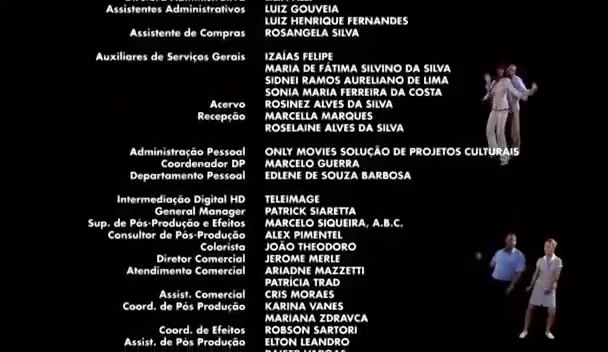 Assistentes Administrativos LUIZ GOUVEIA
LUIZ HENRIQUE FERNANDES
Assistente de Compras ROSANGELA SILVA
Auxiliares de Serviços Gerais IZAÍAS FELIPE
MARIA DE FÁTIMA SILVINO DA SILVA
SIDNEI RAMOS AURELIANO DE LIMA
SONIA MARIA FERREIRA DA COSTA
Acervo ROSINEZ ALVES DA SILVA
Recepção MARCELLA MARQUES
ROSELAINE ALVES DA SILVA
Administração Pessoal ONLY MOVIES SOLUÇÃO DE PROJETOS CULTURAIS
Coordenador DP MARCELO GUERRA
Departamento Pessoal EDLENE DE SOUZA BARBOSA
Intermediação Digital HD TELEIMAGE
General Manager PATRICK SIARETTA
Sup. de Pós-Produção e Efeitos MARCELO SIQUEIRA, A.B.C.
Consultor de Pós-Produção ALEX PIMENTEL
Colorista JOÃO THEODORO
Diretor Comercial JEROME MERLE
Atendimento Comercial ARIADNE MAZZETTI
PATRÍCIA TRAD
Assist. Comercial CRIS MORAES
Coord. de Pós Produção KARINA VANES
MARIANA ZDRAVCA
Coord. de Efeitos ROBSON SARTORI
Assist. de Pós Produção ELTON LEANDRO